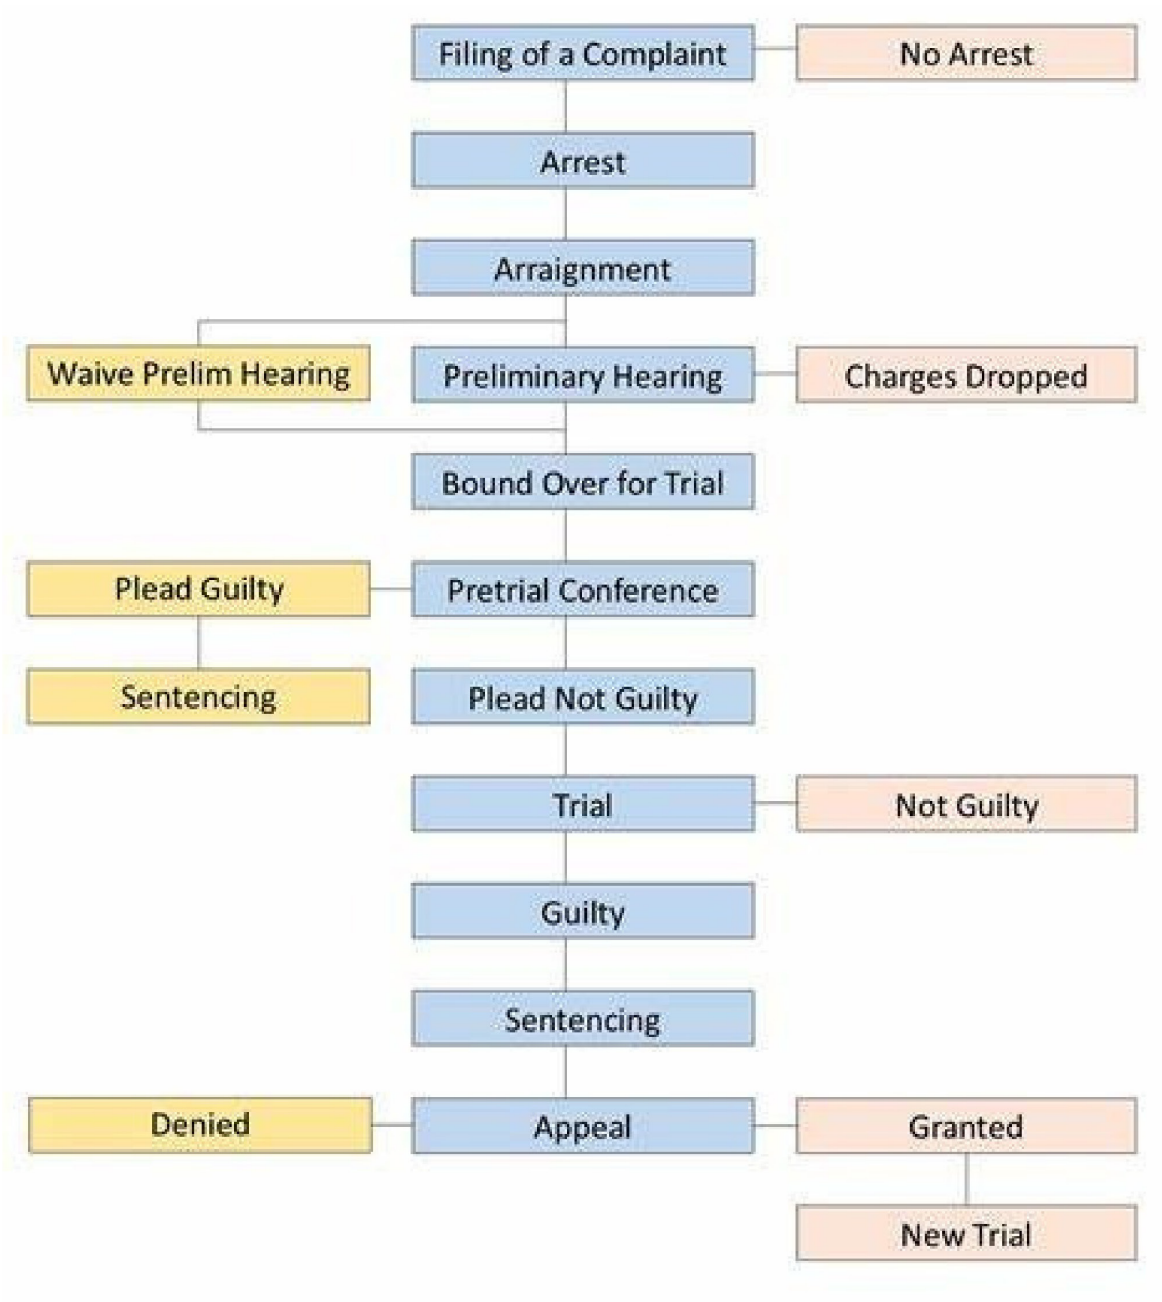 Filing of a Complaint
No Arrest
Arrest
Arraignment
Waive Prelim Hearing
Preliminary Hearing
Charges Dropped
Bound Over for Trial
Plead Guilty
Pretrial Conference
Sentencing
Plead Not Guilty
Trial
Not Guilty
Guilty
Sentencing
Denied
Appeal
Granted
New Trial